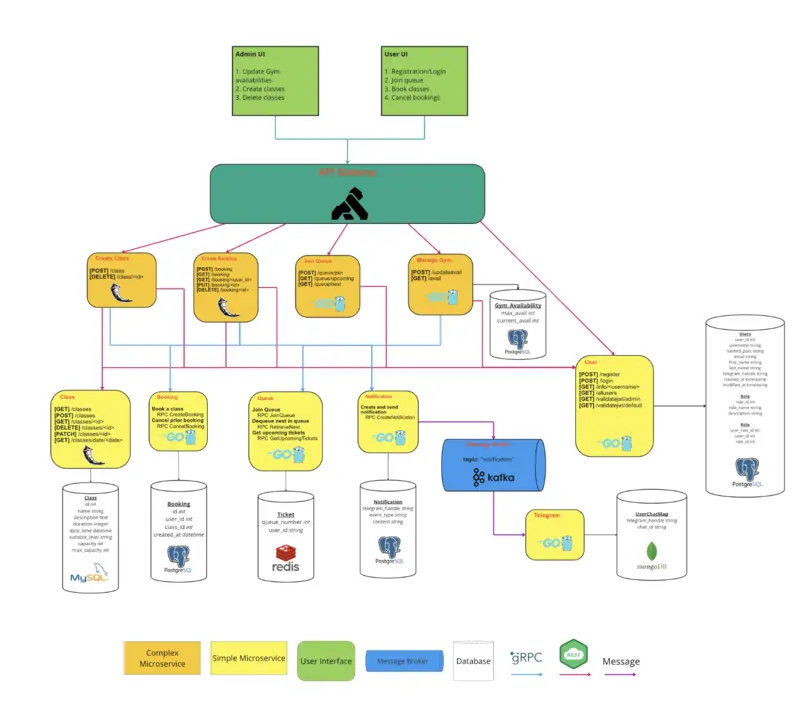 Admin UI
1. Update Gym
availabilities
2. Create classes
3. Delete classes
User UI
1. Registration/Login
2. Join queue
3. Book classes
4. Cancel bookings
API
Create Class
[POST] /class
[DELETE] /class/<id>
Create Booking
[POST] /booking
[GET] /booking
[PUT] /booking/<id>
[DELETE] /booking/<id>
Join Queue
[POST] /queue/join
[GET] /queue/upcoming
[GET] /queue/next
Manage Gym
[POST] /updateavail
[GET] /avail
Gym_Availability
max_avail int
current_avail int
PostgreSQL
User
[POST] /register
[POST] /login
[GET] /info/<username>
[GET] /allusers
[GET] /validatejwt/admin
[GET] /validatejwt/default
Users
user_id int
username string
hashed_pass string
email string
first_name string
last_name string
telegram_handle string
created_at timestamp
modified_at timestamp
Role
role_id int
role_name string
description string
Role
user_role_id int
user_id int
role_id int
PostgreSQL
Class
[GET] /classes
[POST] /classes
[GET] /classes/<id>
[DELETE] /classes/<id>
[PATCH] /classes/<id>
[GET] /classes/date/<date>
Booking
Book a class
RPC CreateBooking
Cancel prior booking
RPC CancelBooking
GO
Queue
Join Queue
RPC JoinQueue
Dequeue next in queue
RPC RetrieveNext
Get upcoming tickets
RPC GetUpcomingTickets
GO
Notification
Create and send
notification
RPC CreateNotification
GO
topic: "notification"
kafka
Telegram
GO
UserChatMap
telegram_handle string
chat_id string
mongoDB
Class
id int
name string
description text
duration integer
date_time datetime
suitable_level string
capacity int
max_capacity int
MySQL
Booking
id int
user_id int
class_id int
created_at datetime
PostgreSQL
Ticket
queue_number int
user_id string
redis
Notification
telegram_handle string
event_type string
content string
PostgreSQL
Complex
Microservice
Simple Microservice
User Interface
Message Broker
Database
gRPC
REST
Message